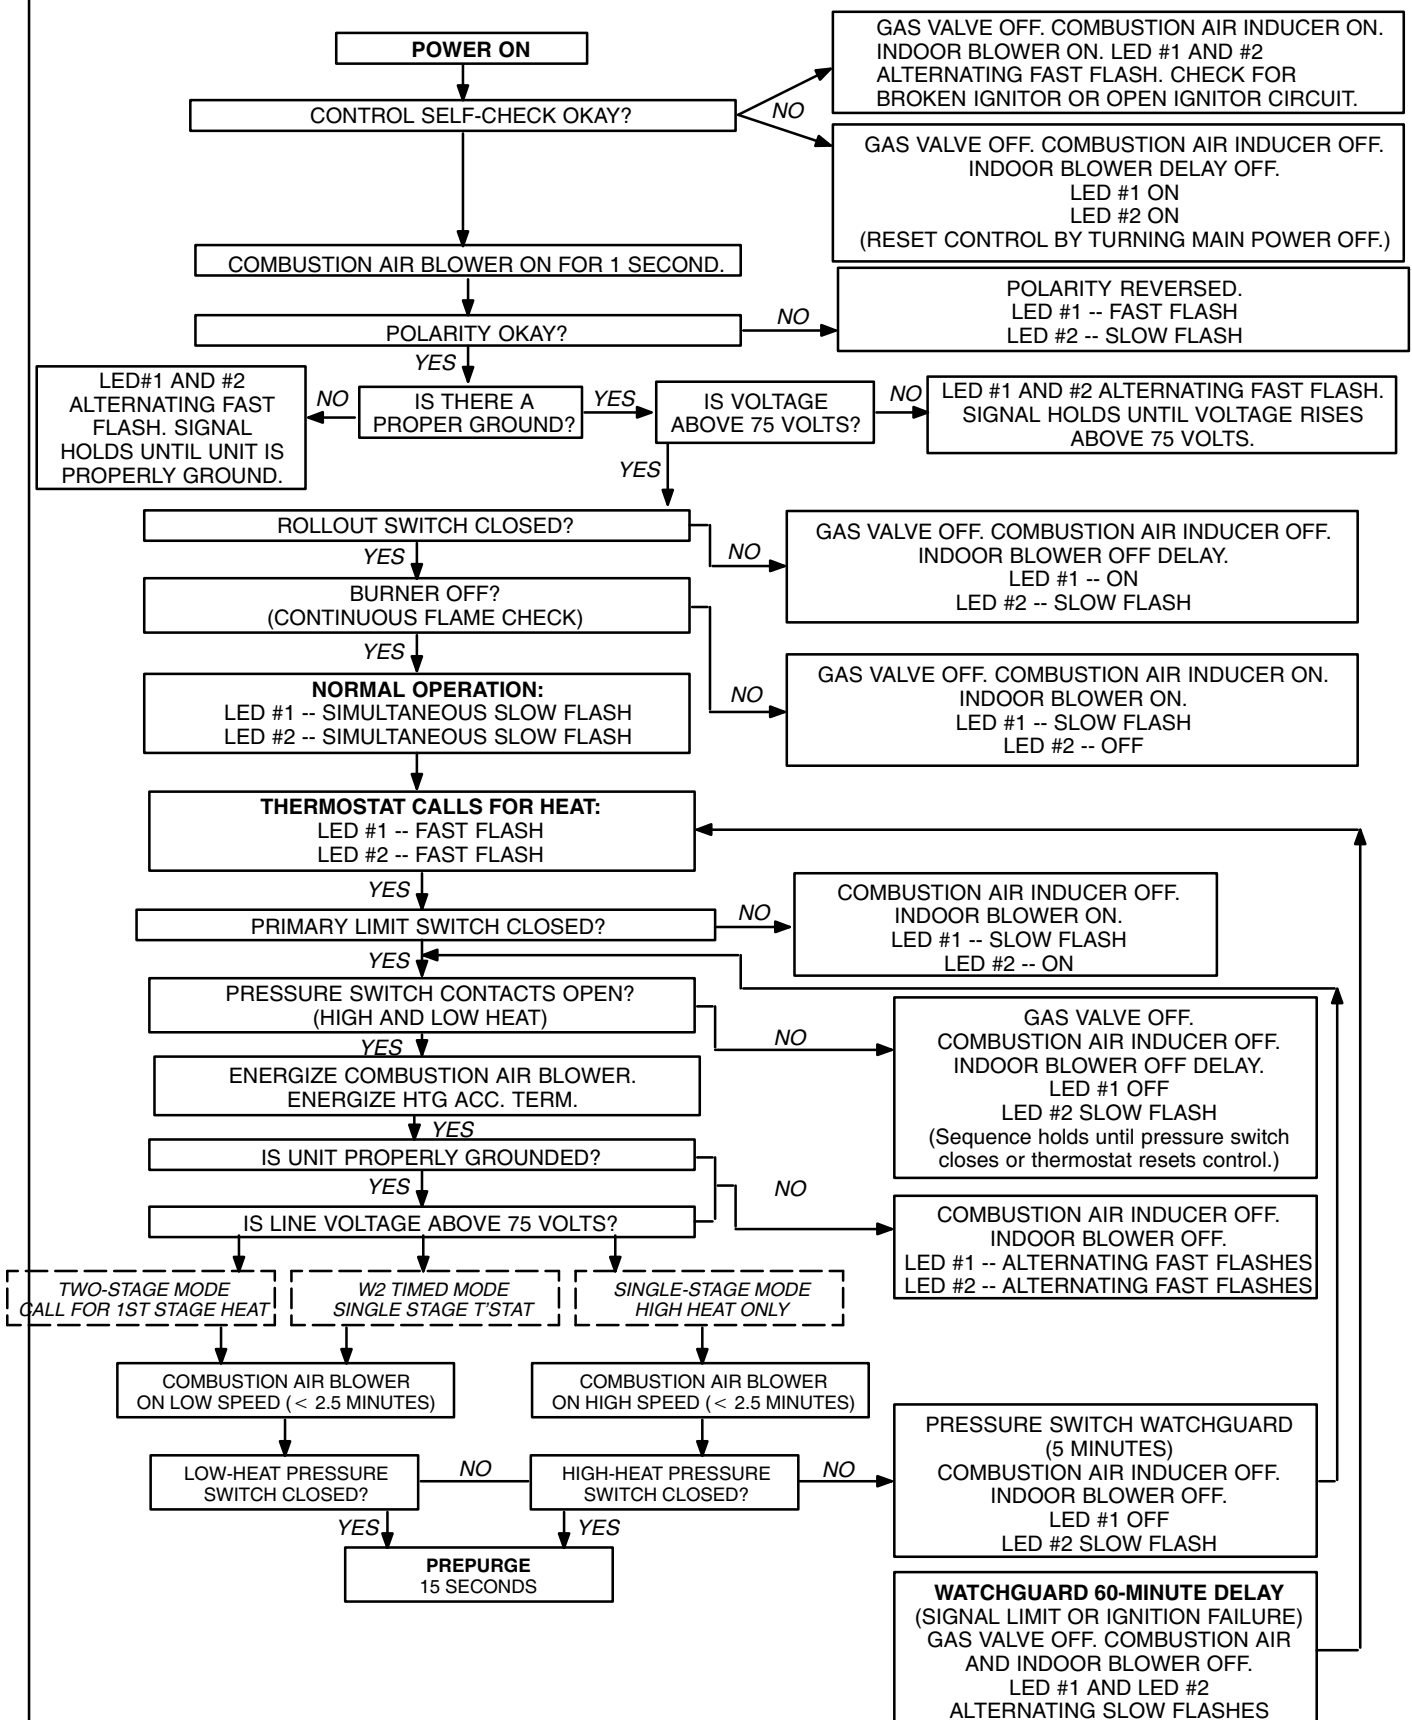 POWER ON
GAS VALVE OFF. COMBUSTION AIR INDUCER ON.
INDOOR BLOWER ON. LED #1 AND #2
ALTERNATING FAST FLASH. CHECK FOR
BROKEN IGNITOR OR OPEN IGNITOR CIRCUIT.
CONTROL SELF-CHECK OKAY?
NO
GAS VALVE OFF. COMBUSTION AIR INDUCER OFF.
INDOOR BLOWER DELAY OFF.
LED #1 ON
LED #2 ON
(RESET CONTROL BY TURNING MAIN POWER OFF.)
COMBUSTION AIR BLOWER ON FOR 1 SECOND.
POLARITY OKAY?
NO
POLARITY REVERSED.
LED #1 -- FAST FLASH
LED #2 -- SLOW FLASH
YES
LED#1 AND #2
ALTERNATING FAST
FLASH. SIGNAL
HOLDS UNTIL UNIT IS
PROPERLY GROUND.
NO
IS THERE A
PROPER GROUND?
YES
IS VOLTAGE
ABOVE 75 VOLTS?
NO
LED #1 AND #2 ALTERNATING FAST FLASH.
SIGNAL HOLDS UNTIL VOLTAGE RISES
ABOVE 75 VOLTS.
YES
ROLLOUT SWITCH CLOSED?
NO
GAS VALVE OFF. COMBUSTION AIR INDUCER OFF.
INDOOR BLOWER OFF DELAY.
LED #1 -- ON
LED #2 -- SLOW FLASH
YES
BURNER OFF?
(CONTINUOUS FLAME CHECK)
NO
GAS VALVE OFF. COMBUSTION AIR INDUCER ON.
INDOOR BLOWER ON.
LED #1 -- SLOW FLASH
LED #2 -- OFF
YES
NORMAL OPERATION:
LED #1 -- SIMULTANEOUS SLOW FLASH
LED #2 -- SIMULTANEOUS SLOW FLASH
THERMOSTAT CALLS FOR HEAT:
LED #1 -- FAST FLASH
LED #2 -- FAST FLASH
YES
PRIMARY LIMIT SWITCH CLOSED?
NO
COMBUSTION AIR INDUCER OFF.
INDOOR BLOWER ON.
LED #1 -- SLOW FLASH
LED #2 -- ON
YES
PRESSURE SWITCH CONTACTS OPEN?
(HIGH AND LOW HEAT)
NO
GAS VALVE OFF.
COMBUSTION AIR INDUCER OFF.
INDOOR BLOWER OFF DELAY.
LED #1 OFF
LED #2 SLOW FLASH
(Sequence holds until pressure switch
closes or thermostat resets control.)
YES
ENERGIZE COMBUSTION AIR BLOWER.
ENERGIZE HTG ACC. TERM.
YES
IS UNIT PROPERLY GROUNDED?
YES
NO
IS LINE VOLTAGE ABOVE 75 VOLTS?
COMBUSTION AIR INDUCER OFF.
INDOOR BLOWER OFF.
LED #1 -- ALTERNATING FAST FLASHES
LED #2 -- ALTERNATING FAST FLASHES
TWO-STAGE MODE
CALL FOR 1ST STAGE HEAT
W2 TIMED MODE
SINGLE STAGE T'STAT
SINGLE-STAGE MODE
HIGH HEAT ONLY
COMBUSTION AIR BLOWER
ON LOW SPEED (< 2.5 MINUTES)
COMBUSTION AIR BLOWER
ON HIGH SPEED (< 2.5 MINUTES)
LOW-HEAT PRESSURE
SWITCH CLOSED?
NO
HIGH-HEAT PRESSURE
SWITCH CLOSED?
NO
PRESSURE SWITCH WATCHGUARD
(5 MINUTES)
COMBUSTION AIR INDUCER OFF.
INDOOR BLOWER OFF.
LED #1 OFF
LED #2 SLOW FLASH
YES
YES
PREPURGE
15 SECONDS
WATCHGUARD 60-MINUTE DELAY
(SIGNAL LIMIT OR IGNITION FAILURE)
GAS VALVE OFF. COMBUSTION AIR
AND INDOOR BLOWER OFF.
LED #1 AND LED #2
ALTERNATING SLOW FLASHES